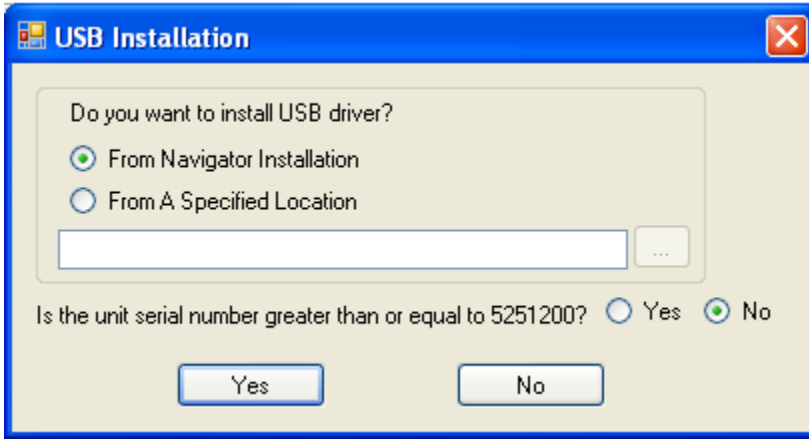 USB Installation
Do you want to install USB driver?
From Navigator Installation
From A Specified Location
...
Is the unit serial number greater than or equal to 5251200? Yes No
Yes No